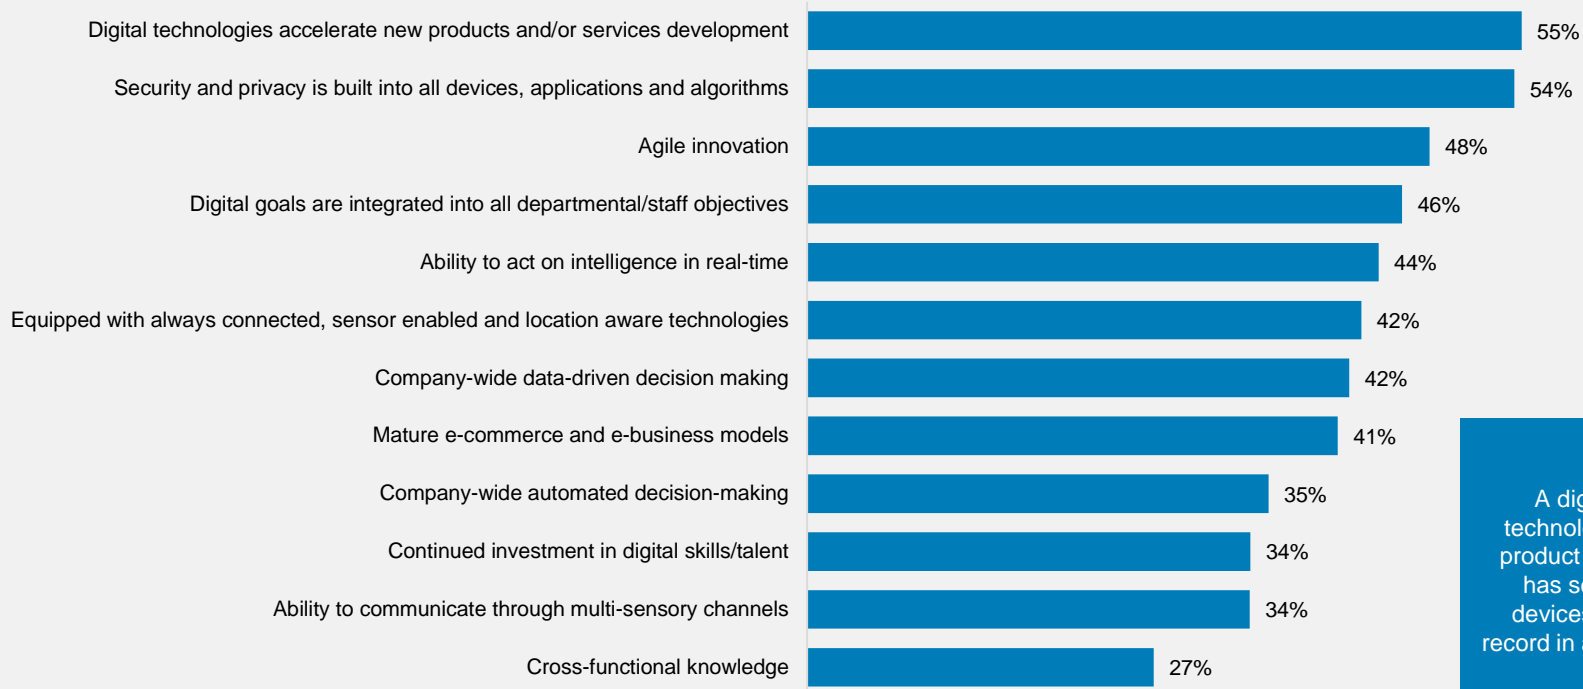 Digital technologies accelerate new products and/or services development 55%
Security and privacy is built into all devices, applications and algorithms 54%
Agile innovation 48%
Digital goals are integrated into all departmental/staff objectives 46%
Ability to act on intelligence in real-time 44%
Equipped with always connected, sensor enabled and location aware technologies 42%
Company-wide data-driven decision making 42%
Mature e-commerce and e-business models 41%
Company-wide automated decision-making 35%
Continued investment in digital skills/talent 34%
Ability to communicate through multi-sensory channels 34%
Cross-functional knowledge 27%
A
product
has
record in